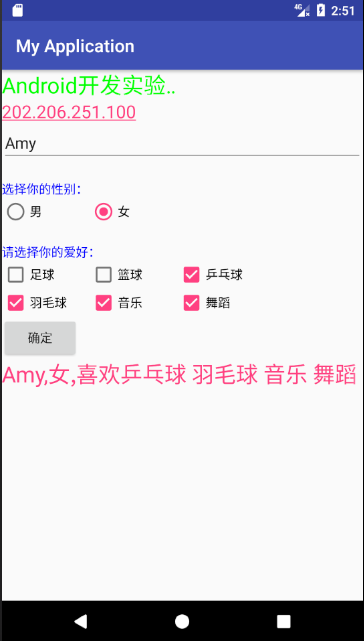 4G 2:51
My Application
Android开发实验..
202.206.251.100
Amy
选择你的性别：
男 女
请选择你的爱好：
足球 篮球 乒乓球
羽毛球 音乐 舞蹈
确定
Amy,女,喜欢乒乓球 羽毛球 音乐 舞蹈